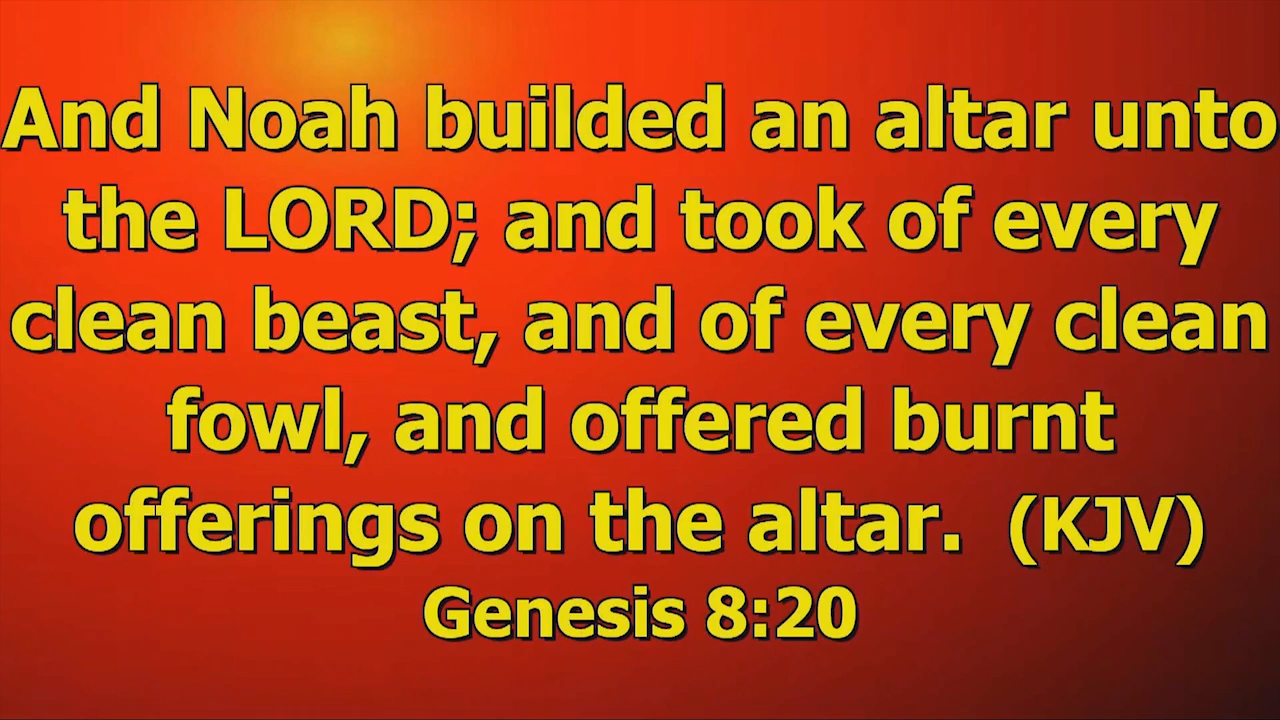 And Noah builded an altar unto
the LORD; and took of every
clean beast, and of every clean
fowl, and offered burnt
offerings on the altar.  (KJV)
Genesis 8:20